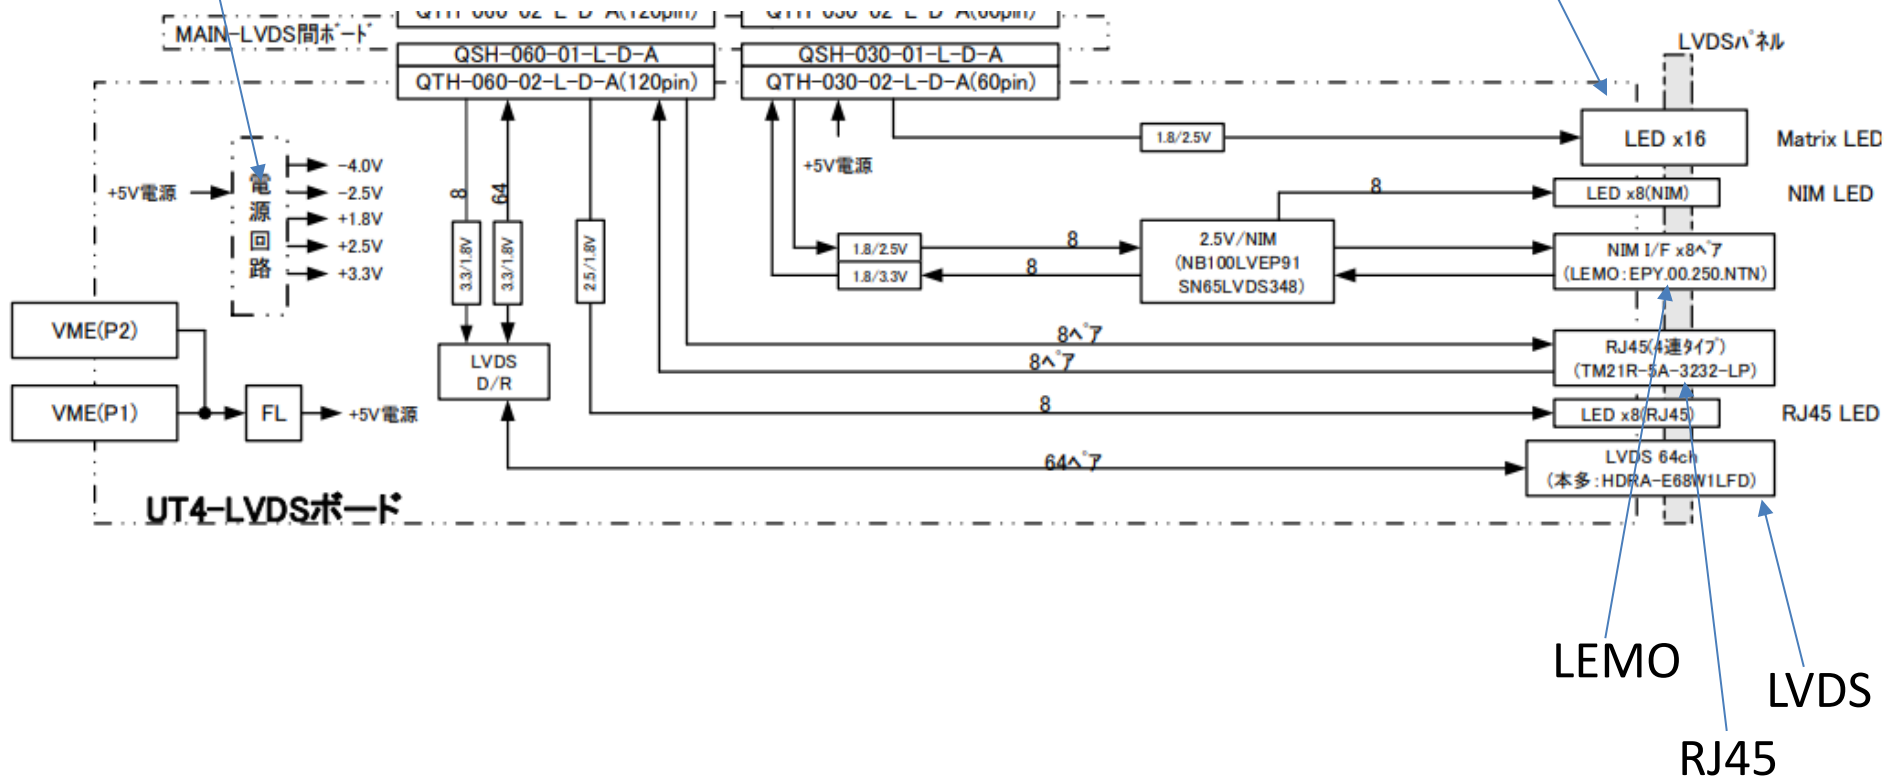 QTH-060-02-L-D-A(120pin)
QTH-030-02-L-D-A(60pin)
MAIN-LVDS間ボード
LVDSパネル
QSH-060-01-L-D-A
QSH-030-01-L-D-A
QTH-060-02-L-D-A(120pin)
QTH-030-02-L-D-A(60pin)
1.8/2.5V
LED x16
Matrix LED
+5V電源
-4.0V
-2.5V
+1.8V
+2.5V
+3.3V
+5V電源
電源回路
8
64
3.3/1.8V
3.3/1.8V
2.5/1.8V
8
LED x8(NIM)
NIM LED
1.8/2.5V
8
1.8/3.3V
8
2.5V/NIM
(NB100LVEP91
SN65LVDS348)
NIM I/F x8ペア
(LEMO:EPY.00.250.NTN)
VME(P2)
8ペア
8ペア
RJ45(4連タイプ)
(TM21R-5A-3232-LP)
LVDS
D/R
VME(P1)
FL
+5V電源
8
LED x8(RJ45)
RJ45 LED
64ペア
LVDS 64ch
(本多:HDRA-E68W1LFD)
UT4-LVDSボード
LEMO
LVDS
RJ45